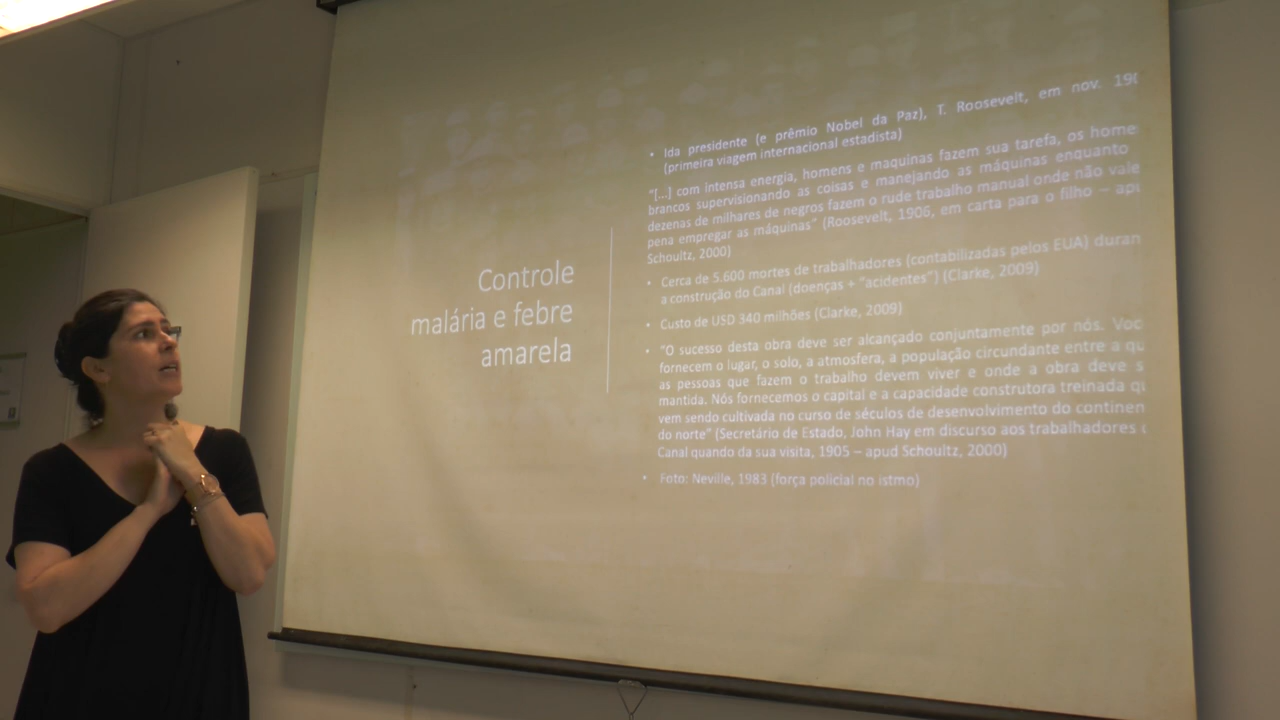 Controle
malária e febre
amarela
• Ida presidente (e prêmio Nobel da Paz), T. Roosevelt, em nov. 190
(primeira viagem internacional estadista)
"[...] com intensa energia, homens e maquinas fazem sua tarefa, os home
brancos supervisionando as coisas e manejando as máquinas enquanto
dezenas de milhares de negros fazem o rude trabalho manual onde não vale
pena empregar as máquinas" (Roosevelt, 1906, em carta para o filho – apu
Schoultz, 2000)
• Cerca de 5.600 mortes de trabalhadores (contabilizadas pelos EUA) duran
a construção do Canal (doenças + "acidentes") (Clarke, 2009)
• Custo de USD 340 milhões (Clarke, 2009)
• "O sucesso desta obra deve ser alcançado conjuntamente por nós. Voc
fornecem o lugar, o solo, a atmosfera, a população circundante entre a qu
as pessoas que fazem o trabalho devem viver e onde a obra deve s
mantida. Nós fornecemos o capital e a capacidade construtora treinada qu
vem sendo cultivada no curso de séculos de desenvolvimento do continen
do norte" (Secretário de Estado, John Hay em discurso aos trabalhadores
Canal quando da sua visita, 1905 – apud Schoultz, 2000)
• Foto: Neville, 1983 (força policial no istmo)